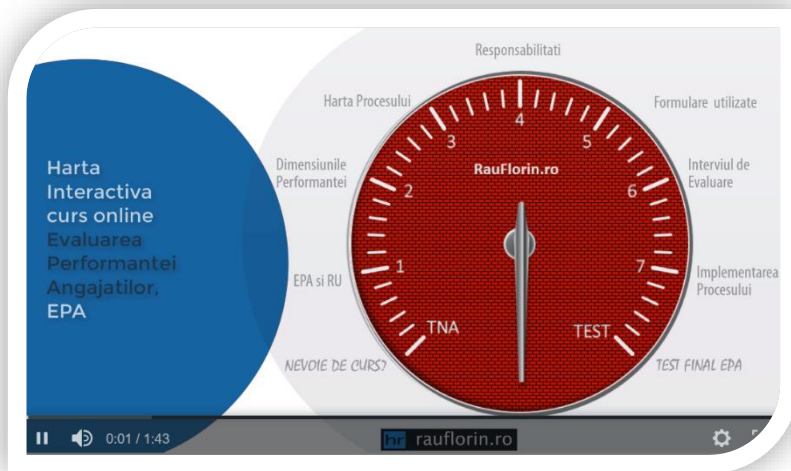 Harta
Interactiva
curs online
Evaluarea
Performantei
Angajatilor,
EPA
Responsabilitati
Harta Procesului
Formulare utilizate
Dimensiunile
Performantei
Interviul de
Evaluare
EPA si RU
Implementarea
Procesului
NEVOIE DE CURS?
TEST FINAL EPA
RauFlorin.ro
TNA
1
2
3
4
5
6
7
TEST
0:01 / 1:43
hr rauflorin.ro